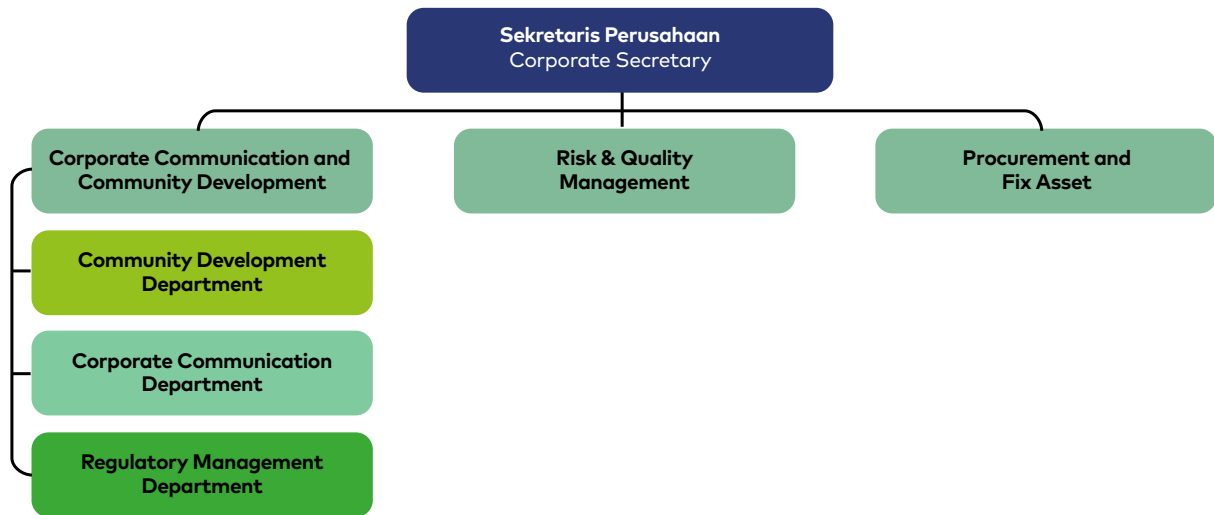 Sekretaris Perusahaan
Corporate Secretary
Corporate Communication and
Community Development
Risk & Quality
Management
Procurement and
Fix Asset
Community Development
Department
Corporate Communication
Department
Regulatory Management
Department